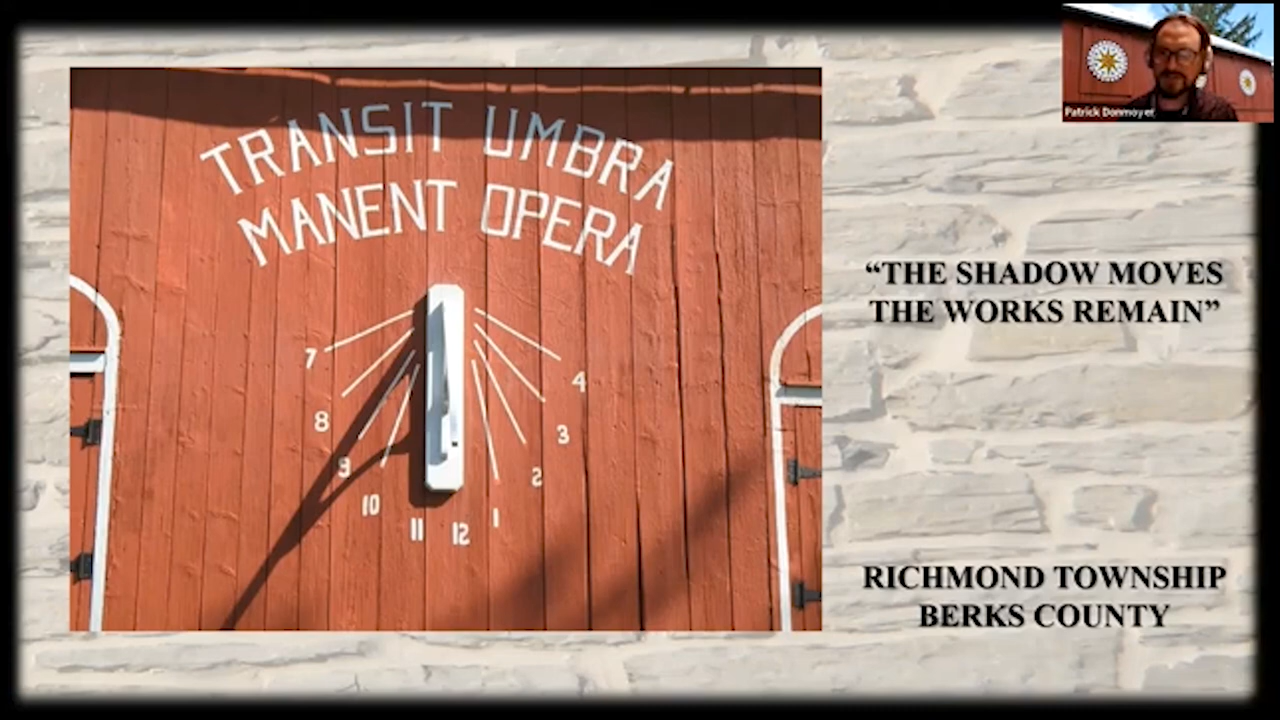 TRANSIT UMBRA
MANENT OPERA
7
8
9
10
11
12
1
2
3
4
“THE SHADOW MOVES
THE WORKS REMAIN”
RICHMOND TOWNSHIP
BERKS COUNTY
Patrick Donmoyer